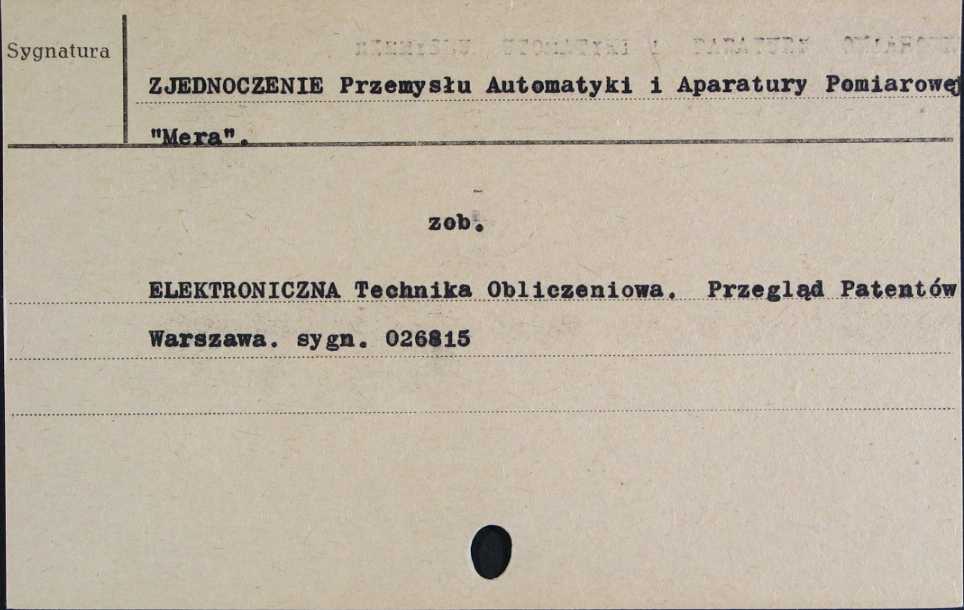 Sygnatura
ZJEDNOCZENIE Przemysłu Automatyki i Aparatury Pomiarowej
"Mera".
zob.
ELEKTRONICZNA Technika Obliczeniowa. Przegląd Patentów
Warszawa. sygn. 026815